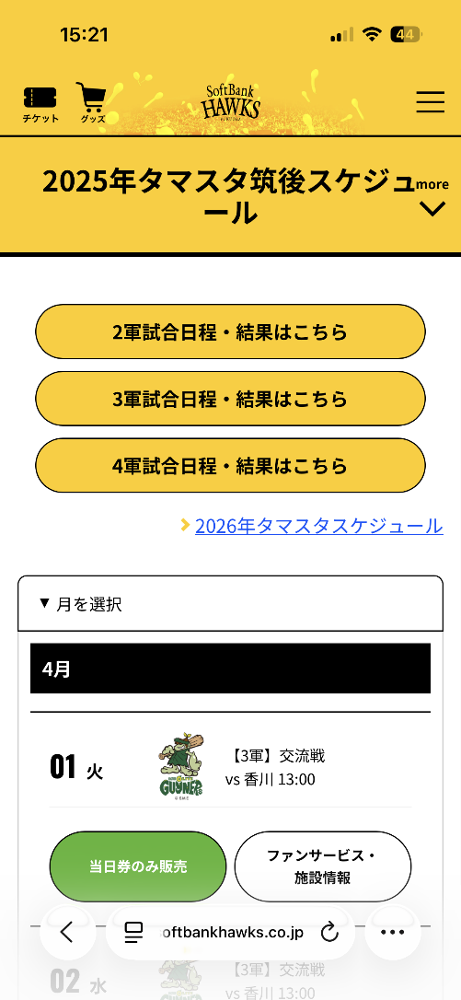 15:21
44
チケット
グッズ
SoftBank
HAWKS
2025年タマスタ筑後スケジュ
ール
more
2軍試合日程・結果はこちら
3軍試合日程・結果はこちら
4軍試合日程・結果はこちら
2026年タマスタスケジュール
▼ 月を選択
4月
01 火
GUYNERS
【3軍】交流戦
vs 香川 13:00
当日券のみ販売
ファンサービス・
施設情報
oftbankhawks.co.jp
02 水
【3軍】交流戦
vs 香川 13:00